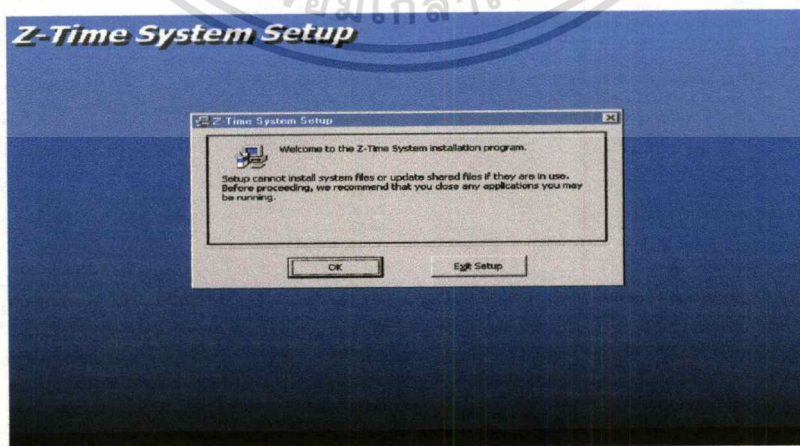 Z-Time System Setup
Z-Time System Setup
Welcome to the Z-Time System installation program.
Setup cannot install system files or update shared files if they are in use.
Before proceeding, we recommend that you close any applications you may
be running.
OK
Exit Setup